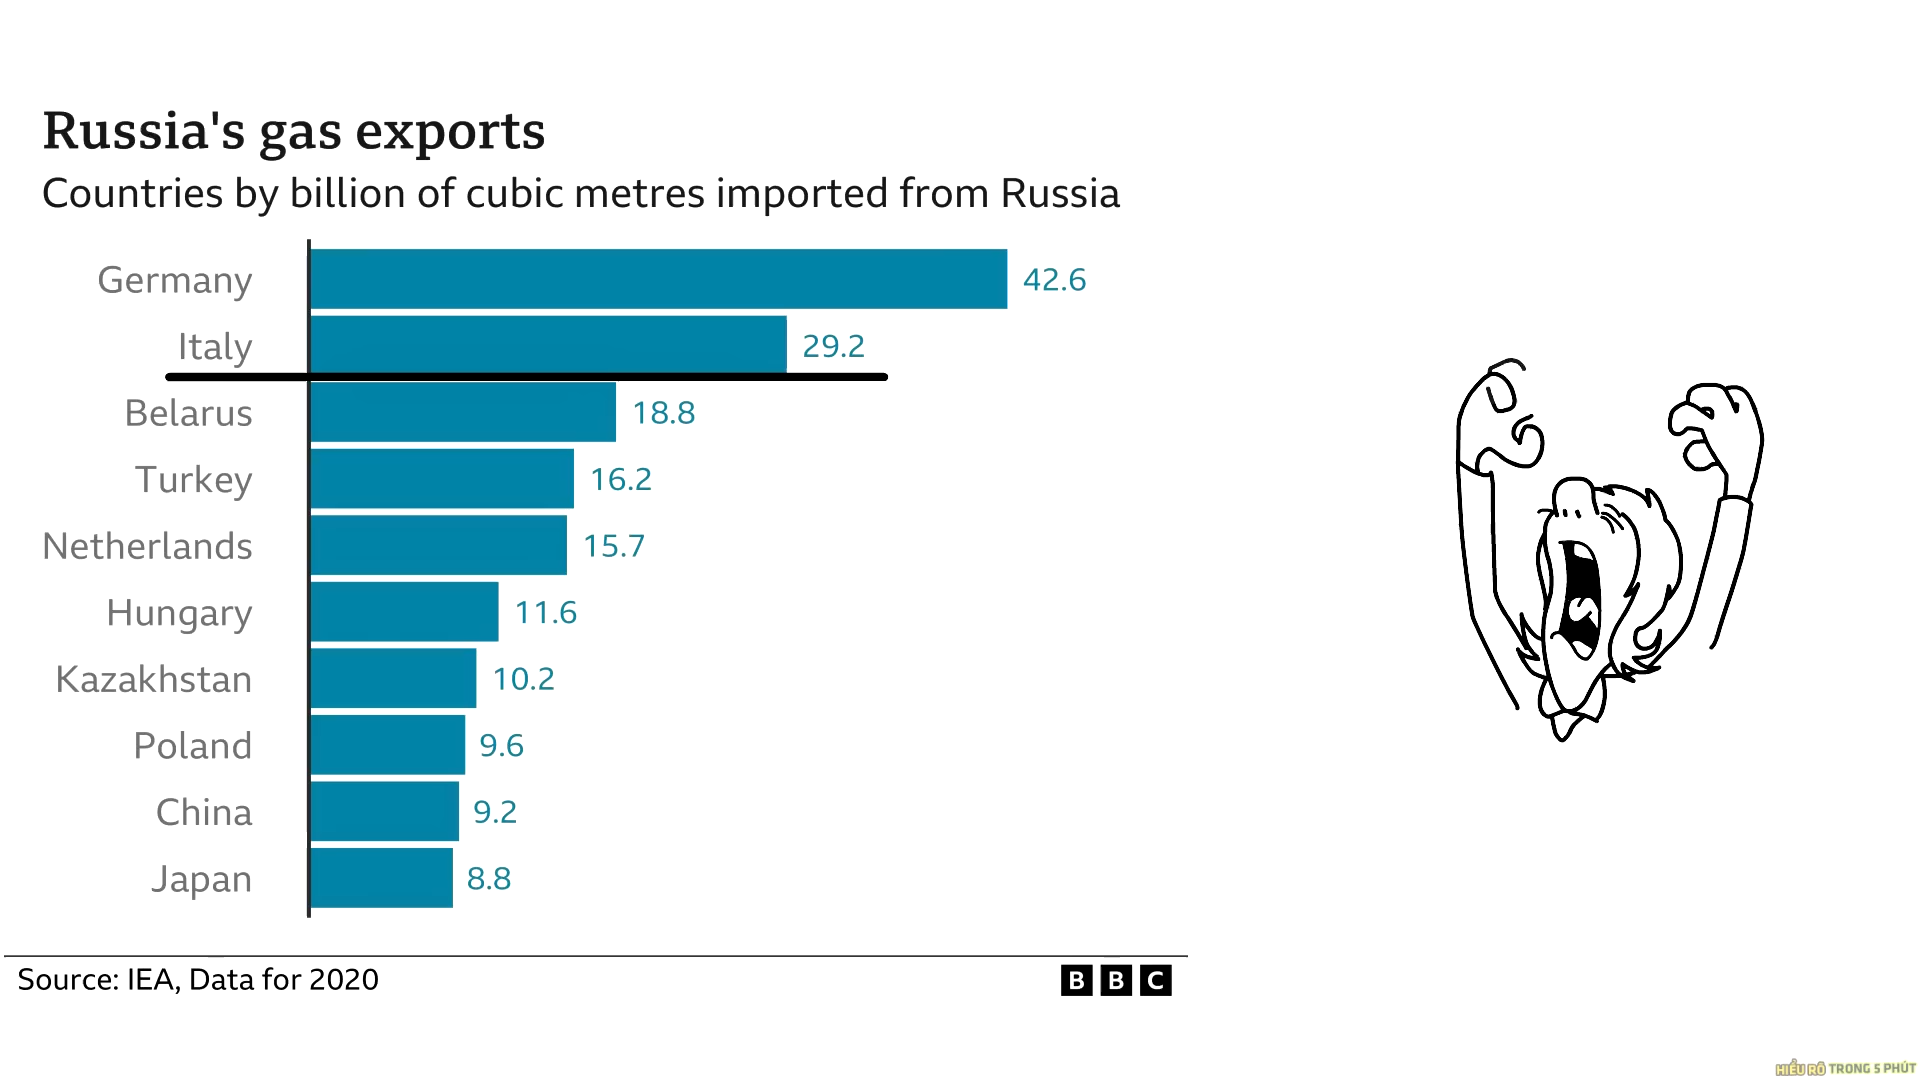 Russia's gas exports
Countries by billion of cubic metres imported from Russia
Germany 42.6
Italy 29.2
Belarus 18.8
Turkey 16.2
Netherlands 15.7
Hungary 11.6
Kazakhstan 10.2
Poland 9.6
China 9.2
Japan 8.8
Source: IEA, Data for 2020
BBC
HIỂU RÕ TRONG 5 PHÚT